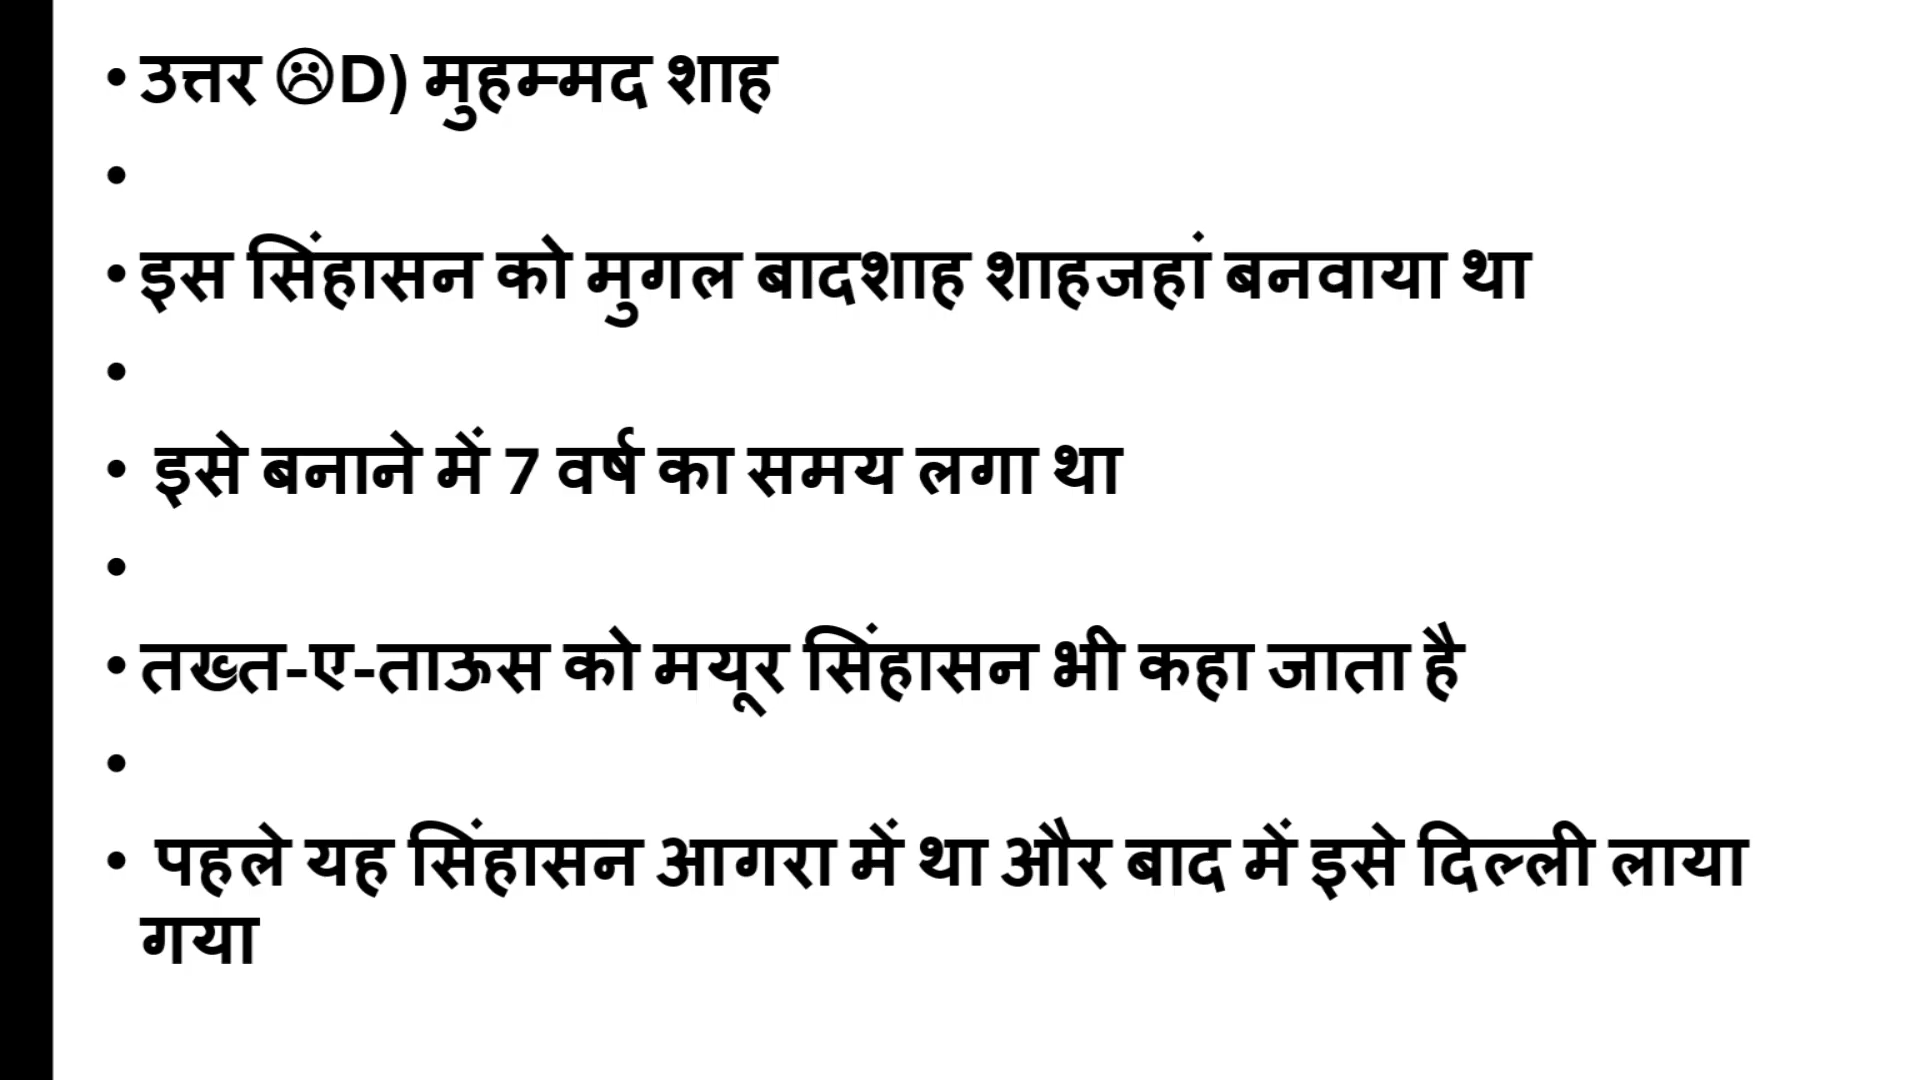 • उत्तर ☹D) मुहम्मद शाह
•
• इस सिंहासन को मुगल बादशाह शाहजहां बनवाया था
•
• इसे बनाने में 7 वर्ष का समय लगा था
•
• तख्त-ए-ताऊस को मयूर सिंहासन भी कहा जाता है
•
• पहले यह सिंहासन आगरा में था और बाद में इसे दिल्ली लाया
गया